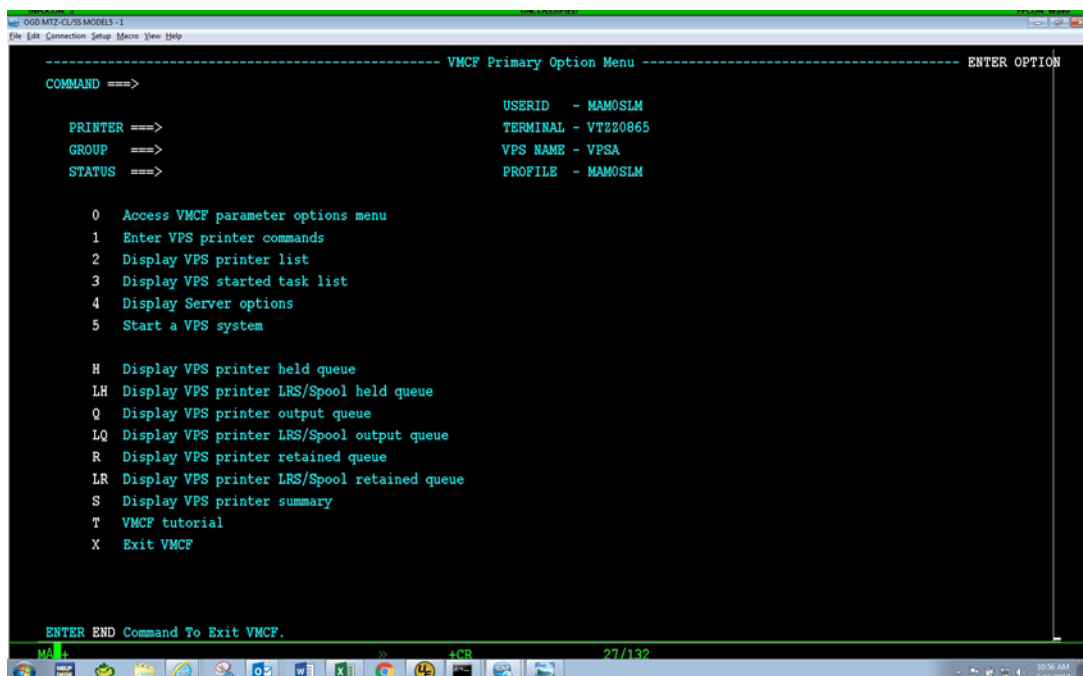 UNCLASSIFIED
OGD MTZ-CL/SS MODEL5 - 1
File Edit Connection Setup Macro View Help
---------------------------------------------------- VMCF Primary Option Menu ----------------------------------------- ENTER OPTION
COMMAND ===>
USERID - MAMOSLM
PRINTER ===> TERMINAL - VTZZ0865
GROUP ===> VPS NAME - VPSA
STATUS ===> PROFILE - MAMOSLM
0 Access VMCF parameter options menu
1 Enter VPS printer commands
2 Display VPS printer list
3 Display VPS started task list
4 Display Server options
5 Start a VPS system
H Display VPS printer held queue
LH Display VPS printer LRS/Spool held queue
Q Display VPS printer output queue
LQ Display VPS printer LRS/Spool output queue
R Display VPS printer retained queue
LR Display VPS printer LRS/Spool retained queue
S Display VPS printer summary
T VMCF tutorial
X Exit VMCF
ENTER END Command To Exit VMCF.
MA + » +CR 27/132
HELP DESK
10:56 AM